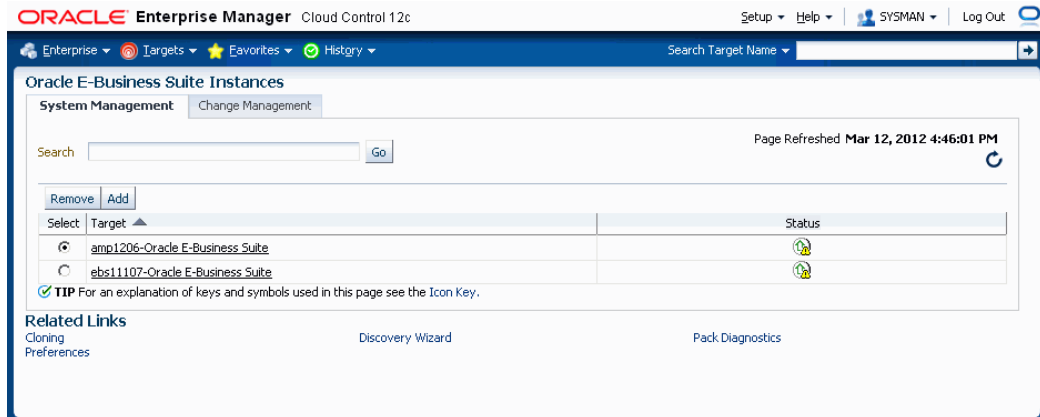 ORACLE Enterprise Manager Cloud Control 12c
Setup Help SYSMAN Log Out
Enterprise Targets Favorites History Search Target Name
Oracle E-Business Suite Instances
System Management Change Management
Page Refreshed Mar 12, 2012 4:46:01 PM
Search Go
Remove Add
Select Target Status
amp1206-Oracle E-Business Suite
ebs11107-Oracle E-Business Suite
TIP For an explanation of keys and symbols used in this page see the Icon Key.
Related Links
Cloning Discovery Wizard Pack Diagnostics
Preferences